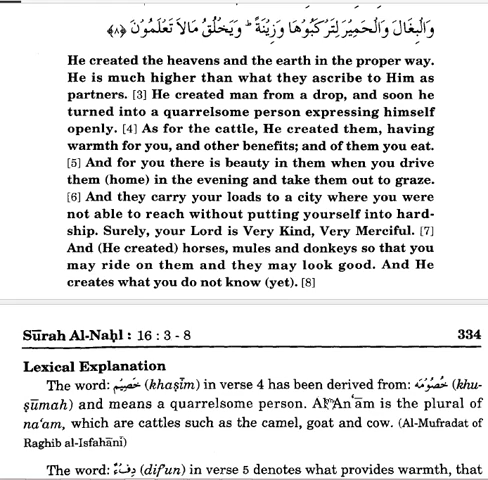 وَالْبِغَالَ وَالْحَمِيْرَ لِتَرْكَبُوْهَا وَزِيْنَةً ۭ وَيَخْلُقُ مَالَا تَعْلَمُوْنَ ﴿٨﴾
He created the heavens and the earth in the proper way.
He is much higher than what they ascribe to Him as
partners. [3] He created man from a drop, and soon he
turned into a quarrelsome person expressing himself
openly. [4] As for the cattle, He created them, having
warmth for you, and other benefits; and of them you eat.
[5] And for you there is beauty in them when you drive
them (home) in the evening and take them out to graze.
[6] And they carry your loads to a city where you were
not able to reach without putting yourself into hard-
ship. Surely, your Lord is Very Kind, Very Merciful. [7]
And (He created) horses, mules and donkeys so that you
may ride on them and they may look good. And He
creates what you do not know (yet). [8]
Sūrah Al-Naḥl : 16 : 3 - 8 334
Lexical Explanation
The word: خَصِيْمٌ (khaṣīm) in verse 4 has been derived from: خُصُوْمَه (khu-
ṣūmah) and means a quarrelsome person. Al-An‘ām is the plural of
na‘am, which are cattles such as the camel, goat and cow. (Al-Mufradat of
Raghib al-Isfahānī)
The word: دِفْءٌ (dif'un) in verse 5 denotes what provides warmth, that